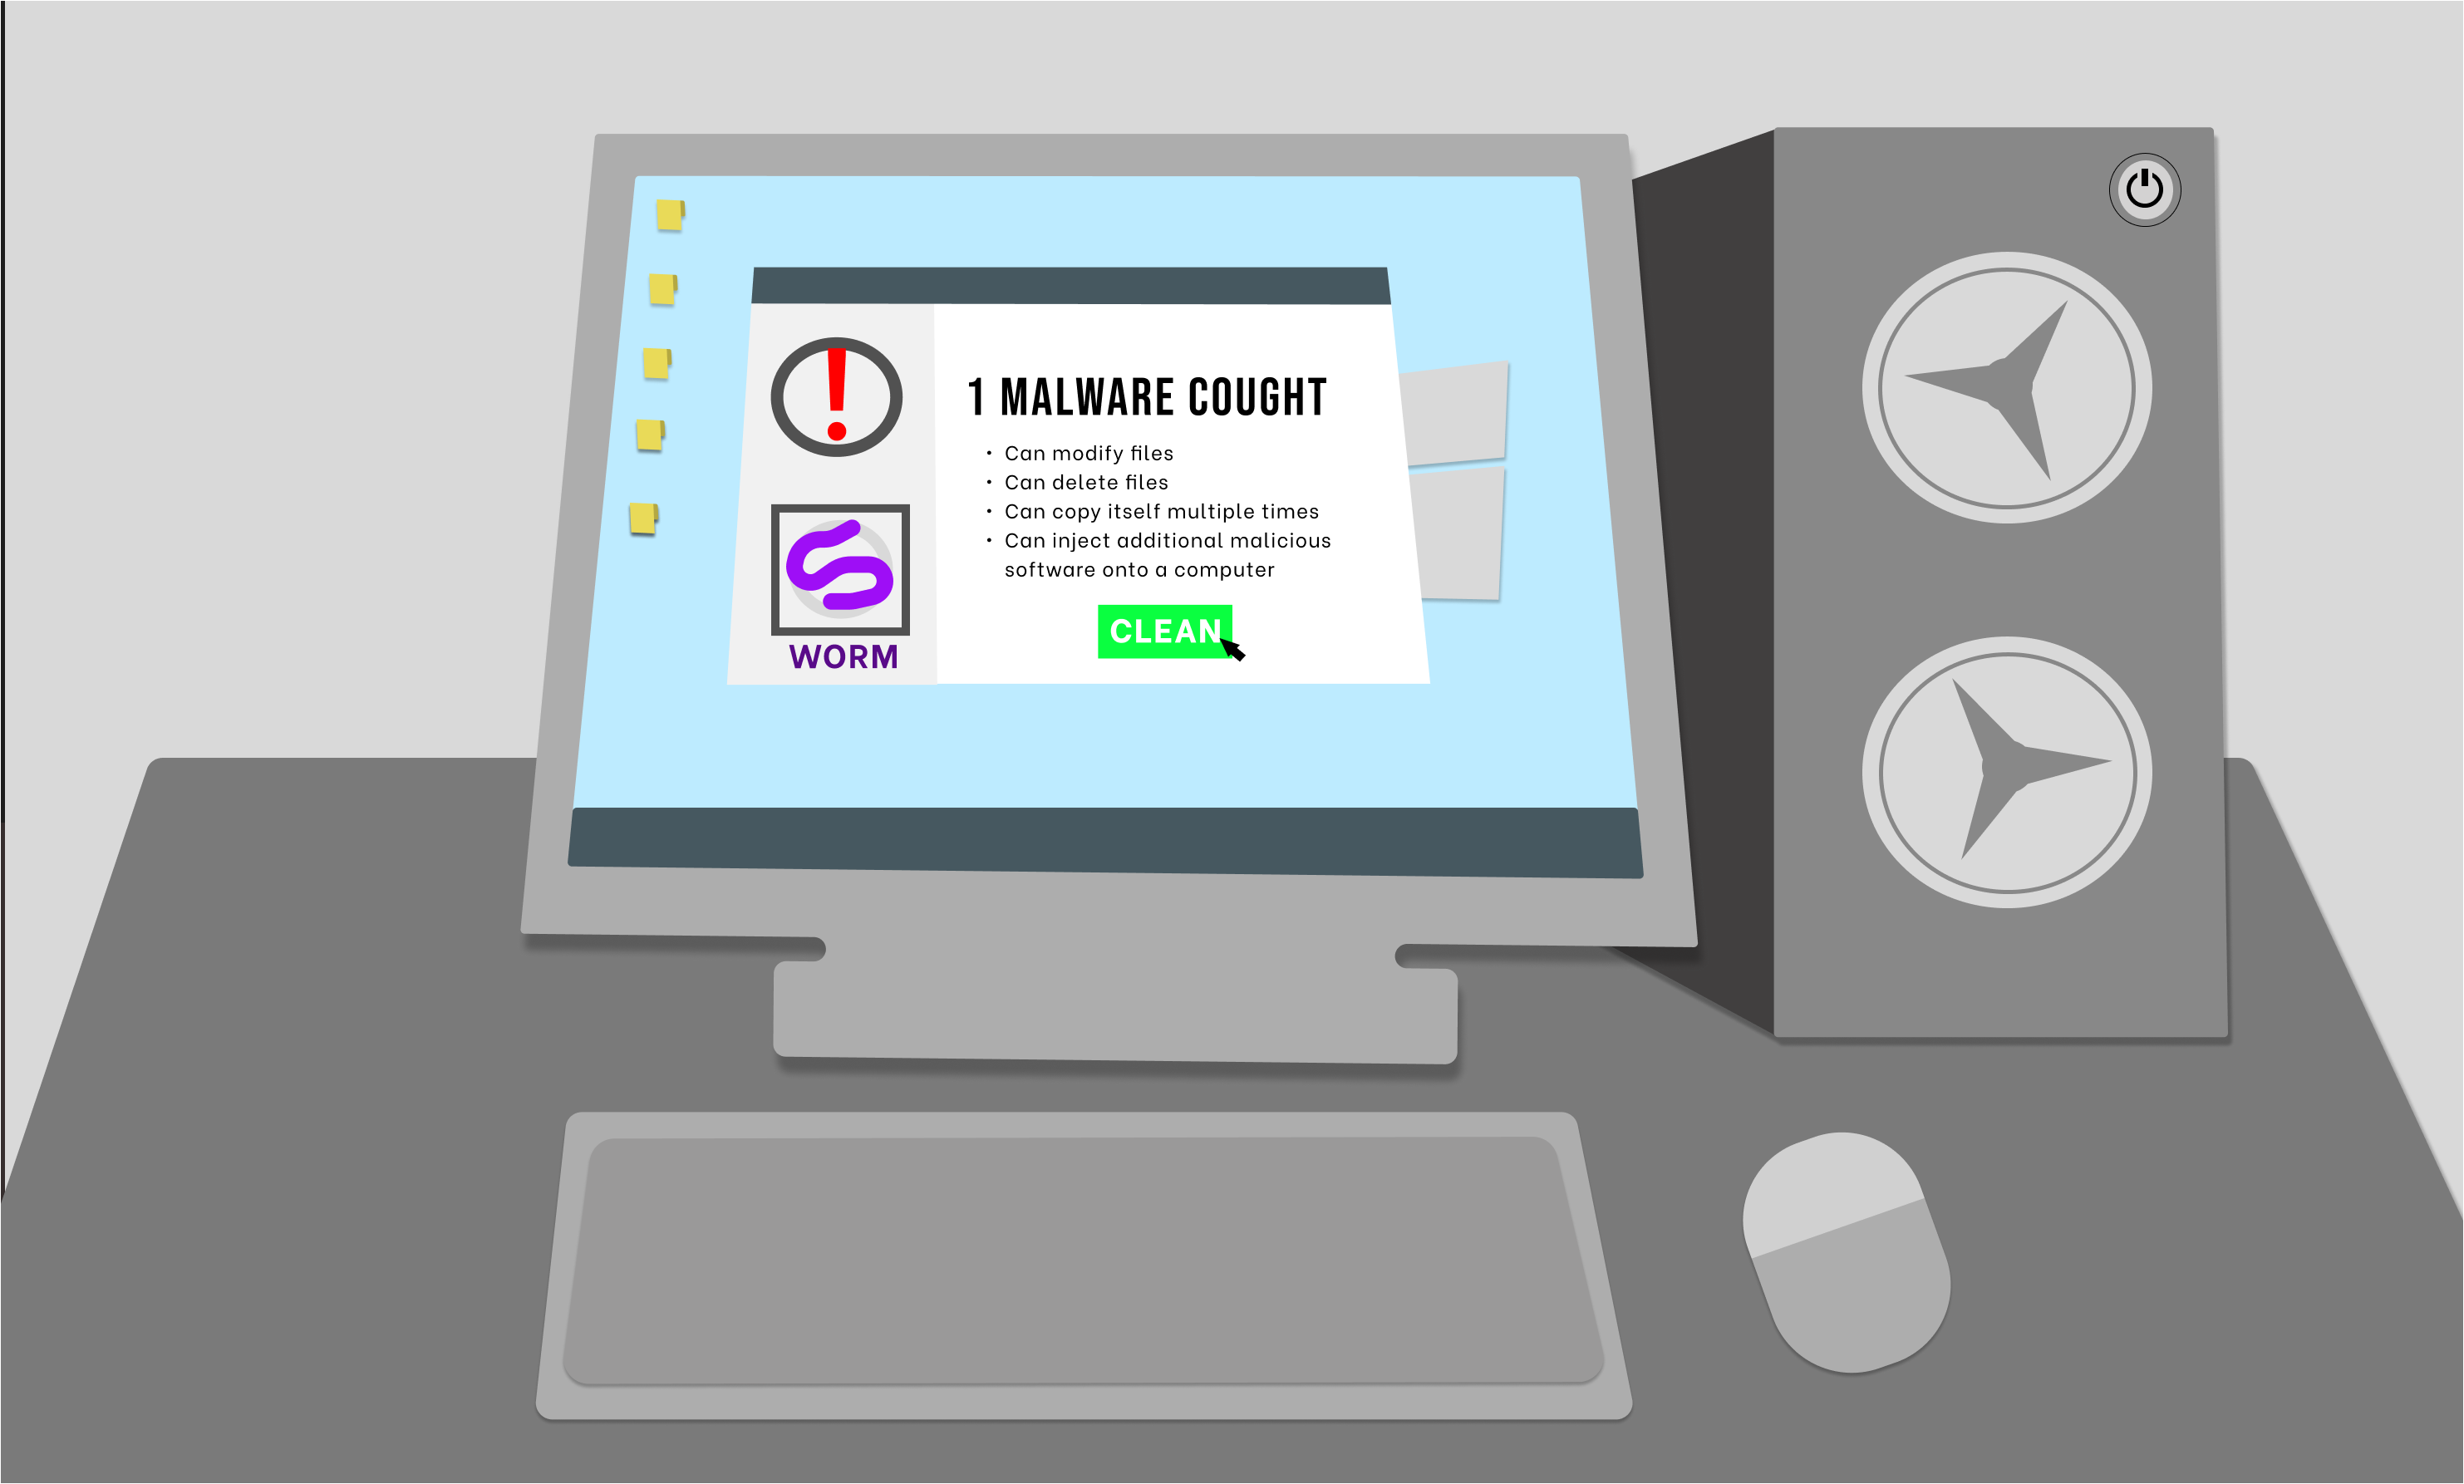 1 MALWARE COUGHT
• Can modify files
• Can delete files
• Can copy itself multiple times
• Can inject additional malicious
software onto a computer
CLEAN
WORM